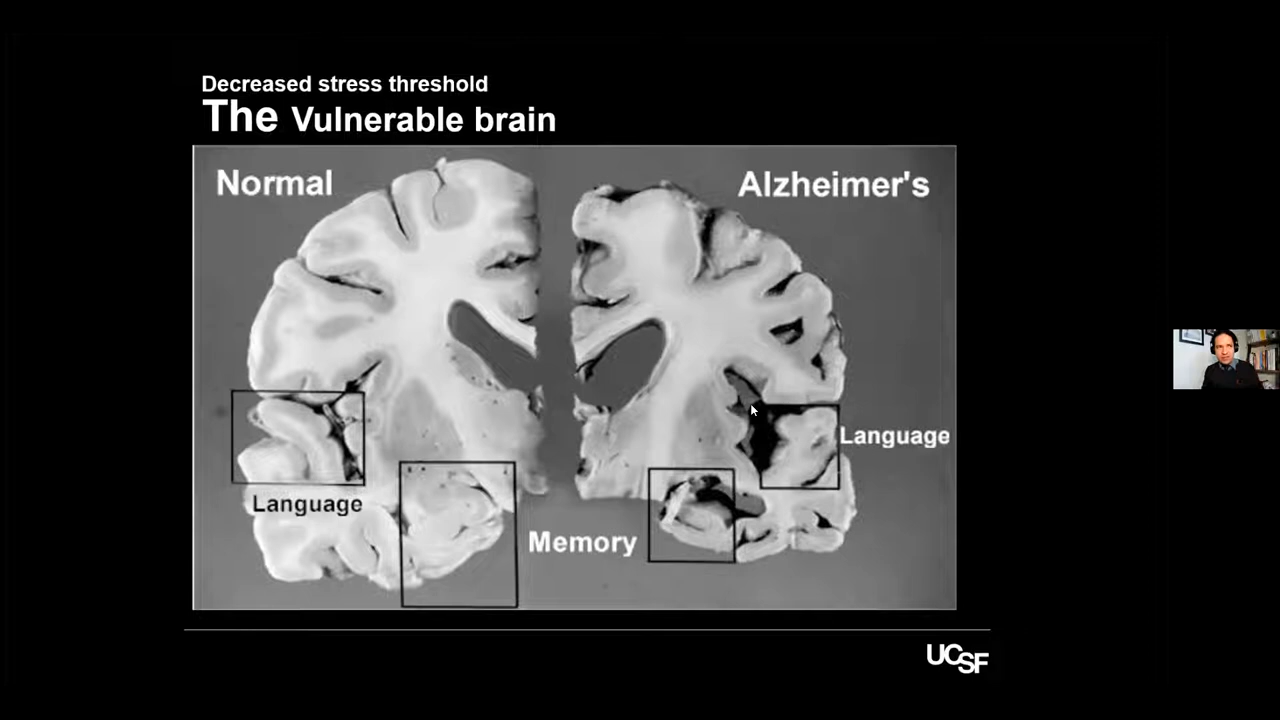 Decreased stress threshold
The Vulnerable brain
Normal
Alzheimer's
Language
Language
Memory
UCSF